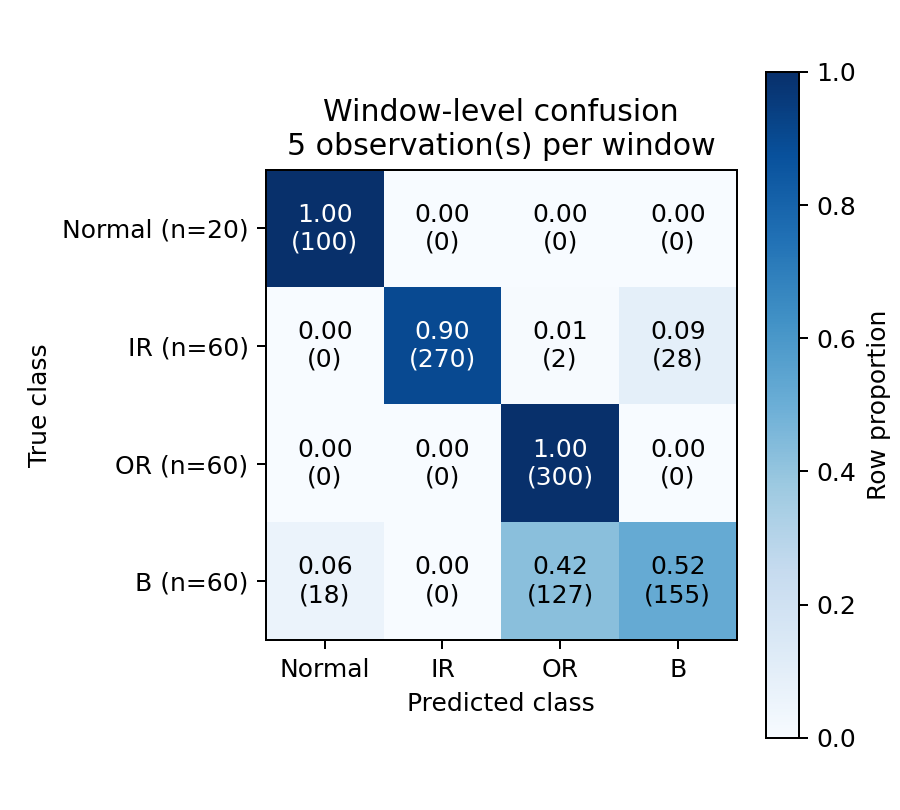 Window-level confusion
5 observation(s) per window
Normal (n=20)
1.00 0.00 0.00 0.00
(100) (0) (0) (0)
IR (n=60)
0.00 0.90 0.01 0.09
(0) (270) (2) (28)
OR (n=60)
0.00 0.00 1.00 0.00
(0) (0) (300) (0)
B (n=60)
0.06 0.00 0.42 0.52
(18) (0) (127) (155)
Normal IR OR B
Predicted class
True class
1.0
0.8
0.6
0.4
0.2
0.0
Row proportion